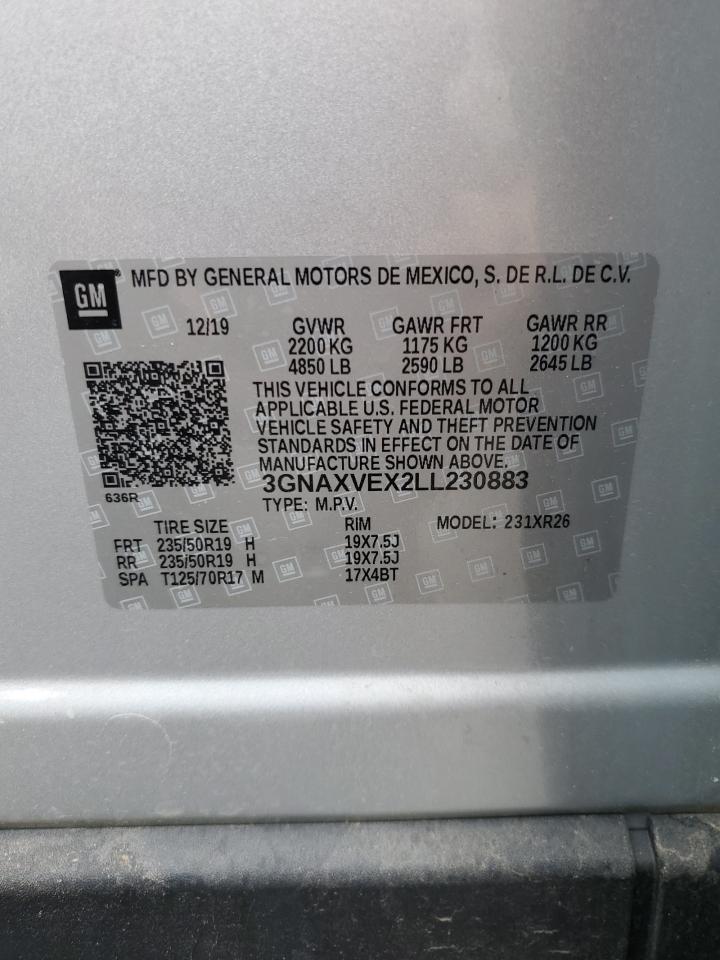 GM MFD BY GENERAL MOTORS DE MEXICO, S. DE R.L. DE C.V.
12/19 GVWR GAWR FRT GAWR RR
2200 KG 1175 KG 1200 KG
4850 LB 2590 LB 2645 LB
THIS VEHICLE CONFORMS TO ALL
APPLICABLE U.S. FEDERAL MOTOR
VEHICLE SAFETY AND THEFT PREVENTION
STANDARDS IN EFFECT ON THE DATE OF
MANUFACTURE SHOWN ABOVE.
636R 3GNAXVEX2LL230883
TYPE: M.P.V.
TIRE SIZE RIM MODEL: 231XR26
FRT 235/50R19 H 19X7.5J
RR 235/50R19 H 19X7.5J
SPA T125/70R17 M 17X4BT